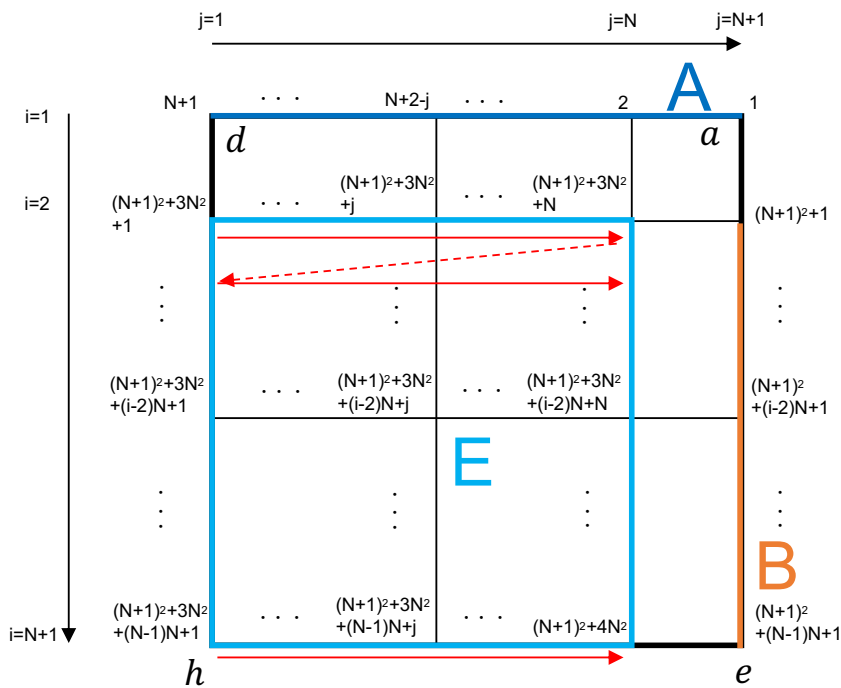 j=1
j=N
j=N+1
A
N+1
. . .
N+2-j
. . .
2
1
i=1
d
a
i=2
(N+1)²+3N²
+1
. . .
(N+1)²+3N²
+j
. . .
(N+1)²+3N²
+N
(N+1)²+1
(N+1)²+3N²
+(i-2)N+1
. . .
(N+1)²+3N²
+(i-2)N+j
. . .
(N+1)²+3N²
+(i-2)N+N
(N+1)²
+(i-2)N+1
E
B
i=N+1
(N+1)²+3N²
+(N-1)N+1
. . .
(N+1)²+3N²
+(N-1)N+j
. . .
(N+1)²+4N²
(N+1)²
+(N-1)N+1
h
e